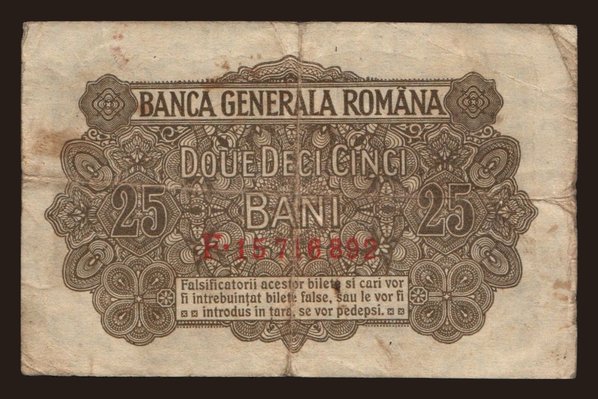 BANCA GENERALA ROMÂNA
DOUE DECI CINCI
25 BANI 25
F·15716892
Falsificatorii acestor bilete si cari vor
fi intrebuințat bilete false, sau le vor fi
introdus in țară, se vor pedepsi.